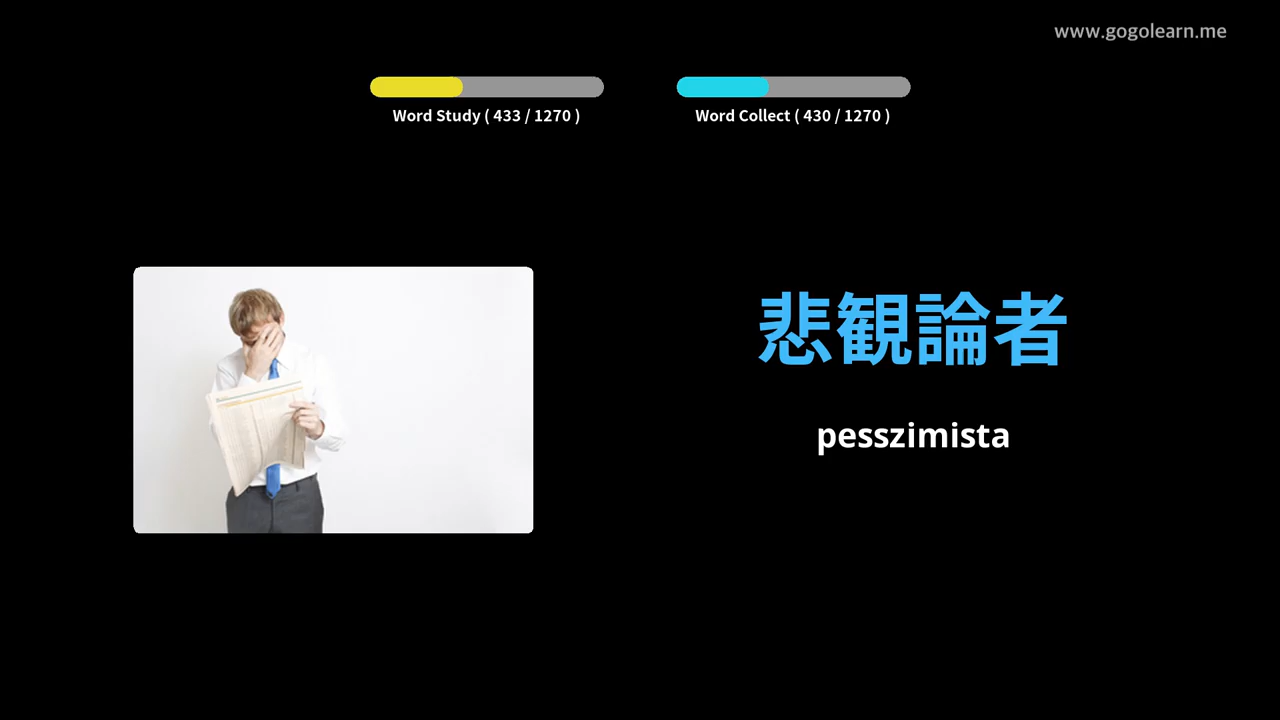 www.gogolearn.me
Word Study ( 433 / 1270 )
Word Collect ( 430 / 1270 )
悲観論者
pesszimista